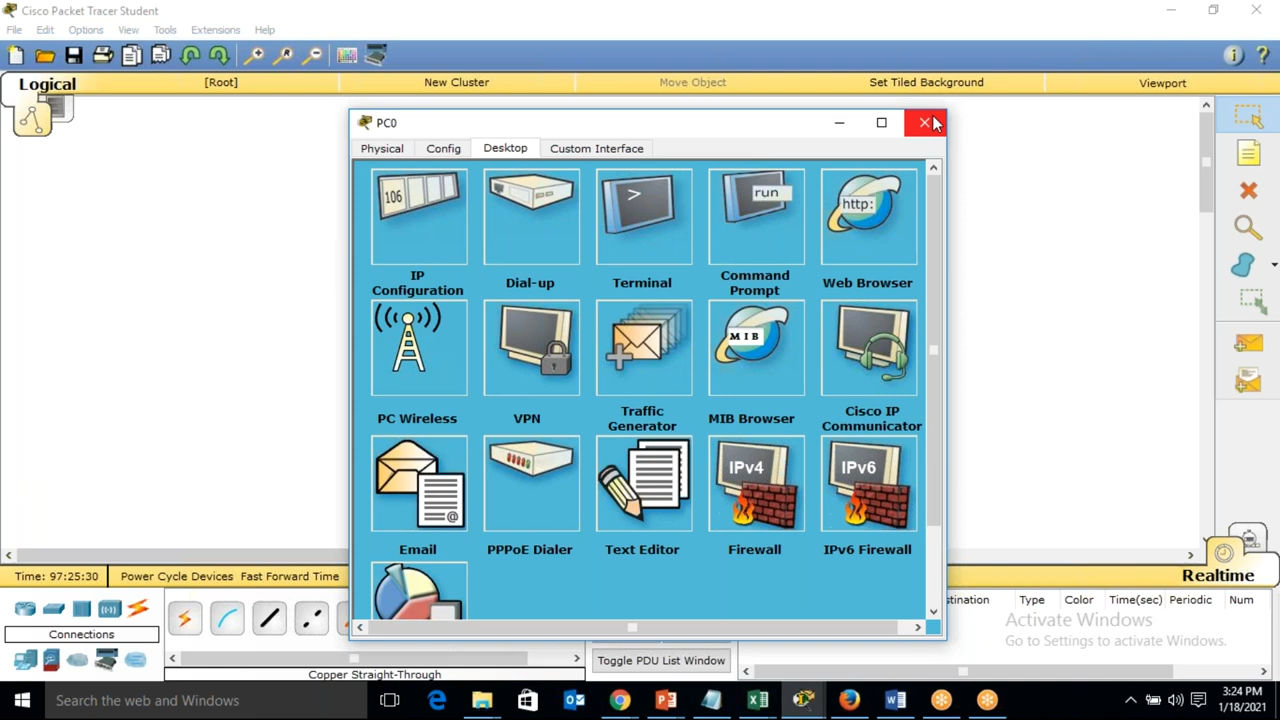 Cisco Packet Tracer Student
File Edit Options View Tools Extensions Help
Logical [Root] New Cluster Move Object Set Tiled Background Viewport
PC0
Physical Config Desktop Custom Interface
106 > run http:
IP Configuration
Dial-up
Terminal
Command Prompt
Web Browser
MIB
PC Wireless
VPN
Traffic Generator
MIB Browser
Cisco IP Communicator
@ IPv4 IPv6
Email
PPPoE Dialer
Text Editor
Firewall
IPv6 Firewall
Time: 97:25:30 Power Cycle Devices Fast Forward Time
Realtime
stination Type Color Time(sec) Periodic Num
Connections
Copper Straight-Through
Toggle PDU List Window
Activate Windows
Go to Settings to activate Windows.
Search the web and Windows
3:24 PM
1/18/2021